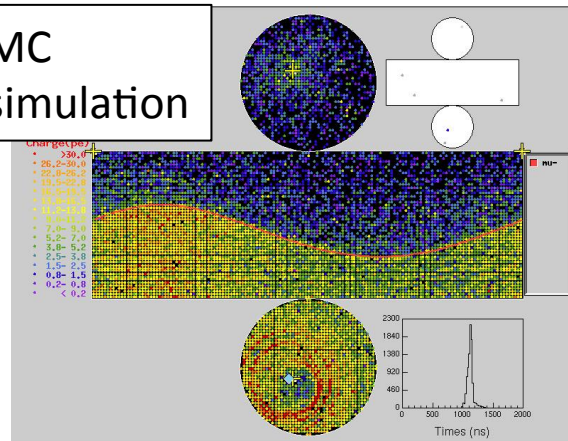 MC
simulation
Charge(pe)
>30.0
26.2-30.0
0.8- 1.5
0.2- 0.8
< 0.2
7.0- 9.0
5.2- 7.0
3.8- 5.2
2.5- 3.8
1.5- 2.5
mu-
2300
1840
1380
920
460
0
0 500 1000 1500 2000
Times (ns)